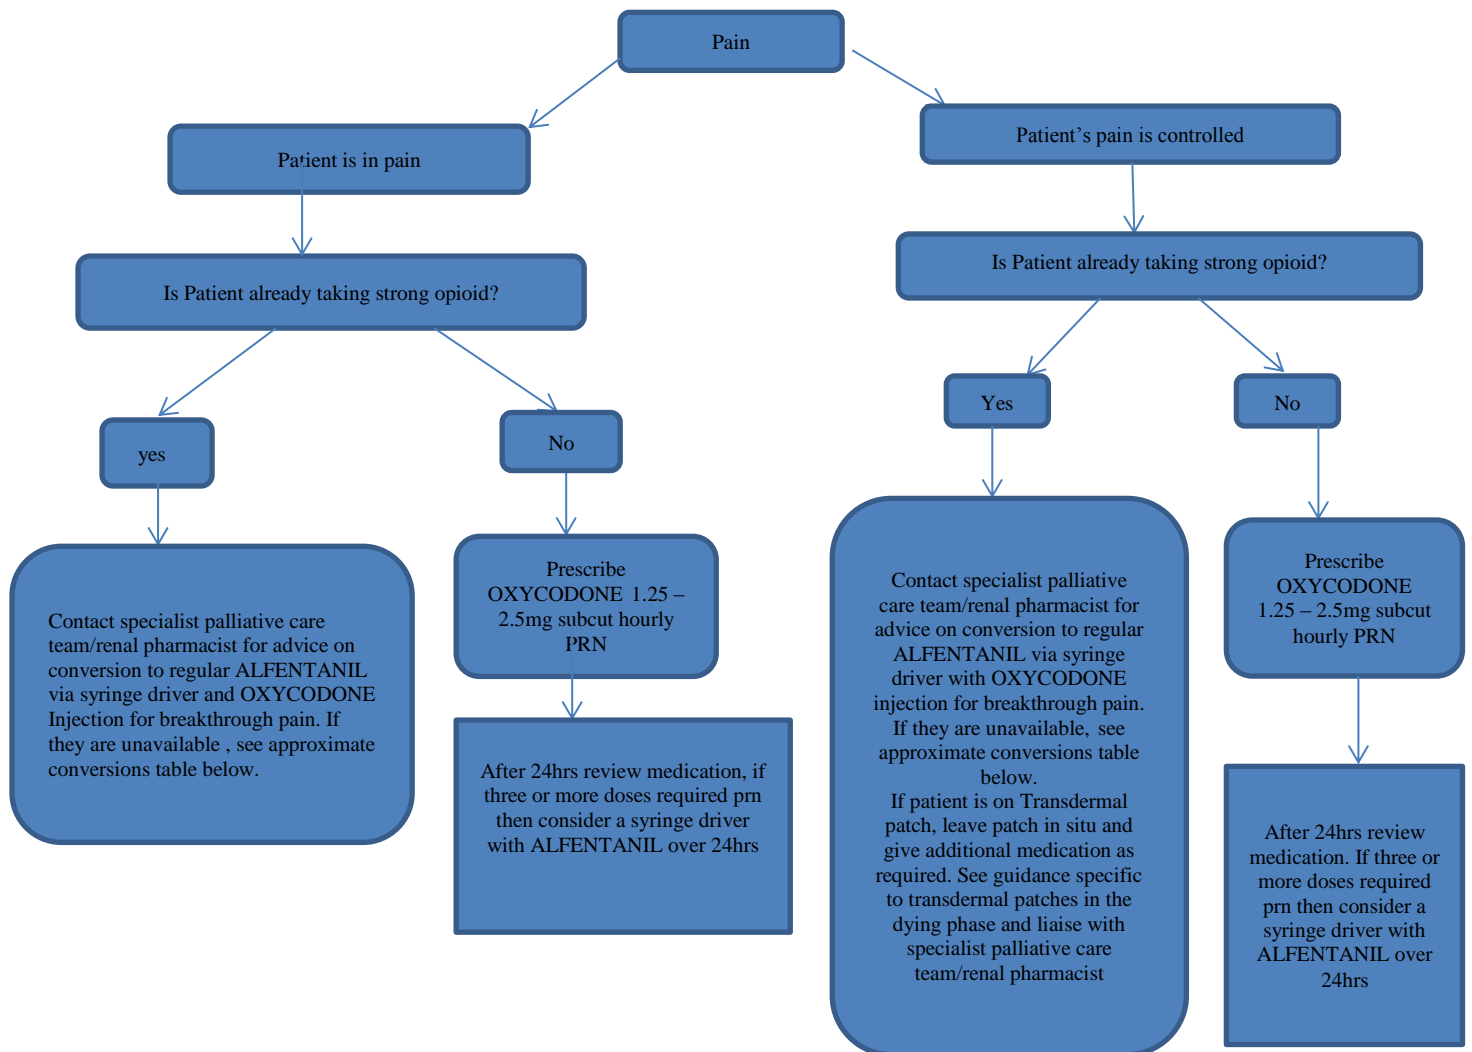 Pain
Patient is in pain
Is Patient already taking strong opioid?
yes
No
Contact specialist palliative care
team/renal pharmacist for advice on
conversion to regular ALFENTANIL
via syringe driver and OXYCODONE
Injection for breakthrough pain. If
they are unavailable , see approximate
conversions table below.
Prescribe
OXYCODONE 1.25 –
2.5mg subcut hourly
PRN
After 24hrs review medication, if
three or more doses required prn
then consider a syringe driver
with ALFENTANIL over 24hrs
Patient’s pain is controlled
Is Patient already taking strong opioid?
Yes
No
Contact specialist palliative
care team/renal pharmacist for
advice on conversion to regular
ALFENTANIL via syringe
driver with OXYCODONE
injection for breakthrough pain.
If they are unavailable, see
approximate conversions table
below.
If patient is on Transdermal
patch, leave patch in situ and
give additional medication as
required. See guidance specific
to transdermal patches in the
dying phase and liaise with
specialist palliative care
team/renal pharmacist
Prescribe
OXYCODONE
1.25 – 2.5mg subcut
hourly PRN
After 24hrs review
medication. If three or
more doses required
prn then consider a
syringe driver with
ALFENTANIL over
24hrs